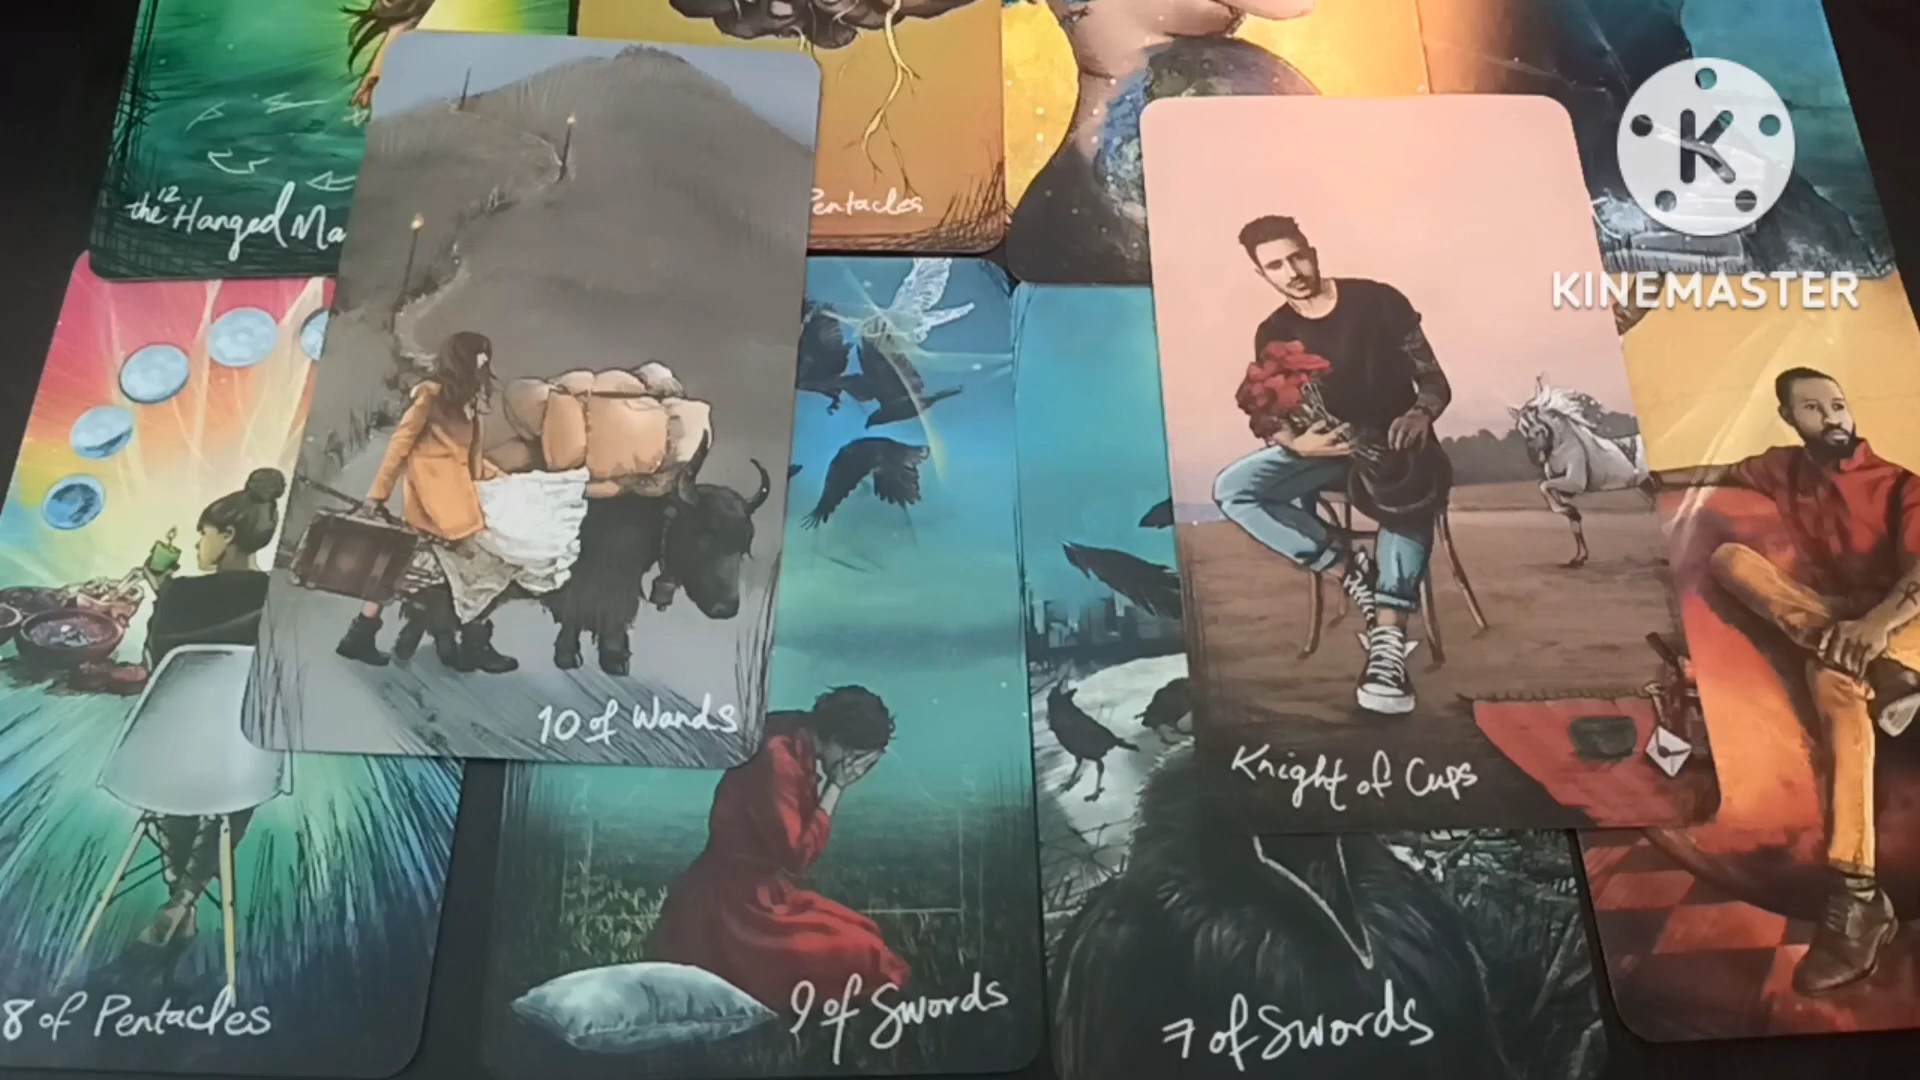 the 12 Hanged Ma
Pentacles
K
KINEMASTER
10 of Wands
Knight of Cups
8 of Pentacles
9 of Swords
7 of Swords